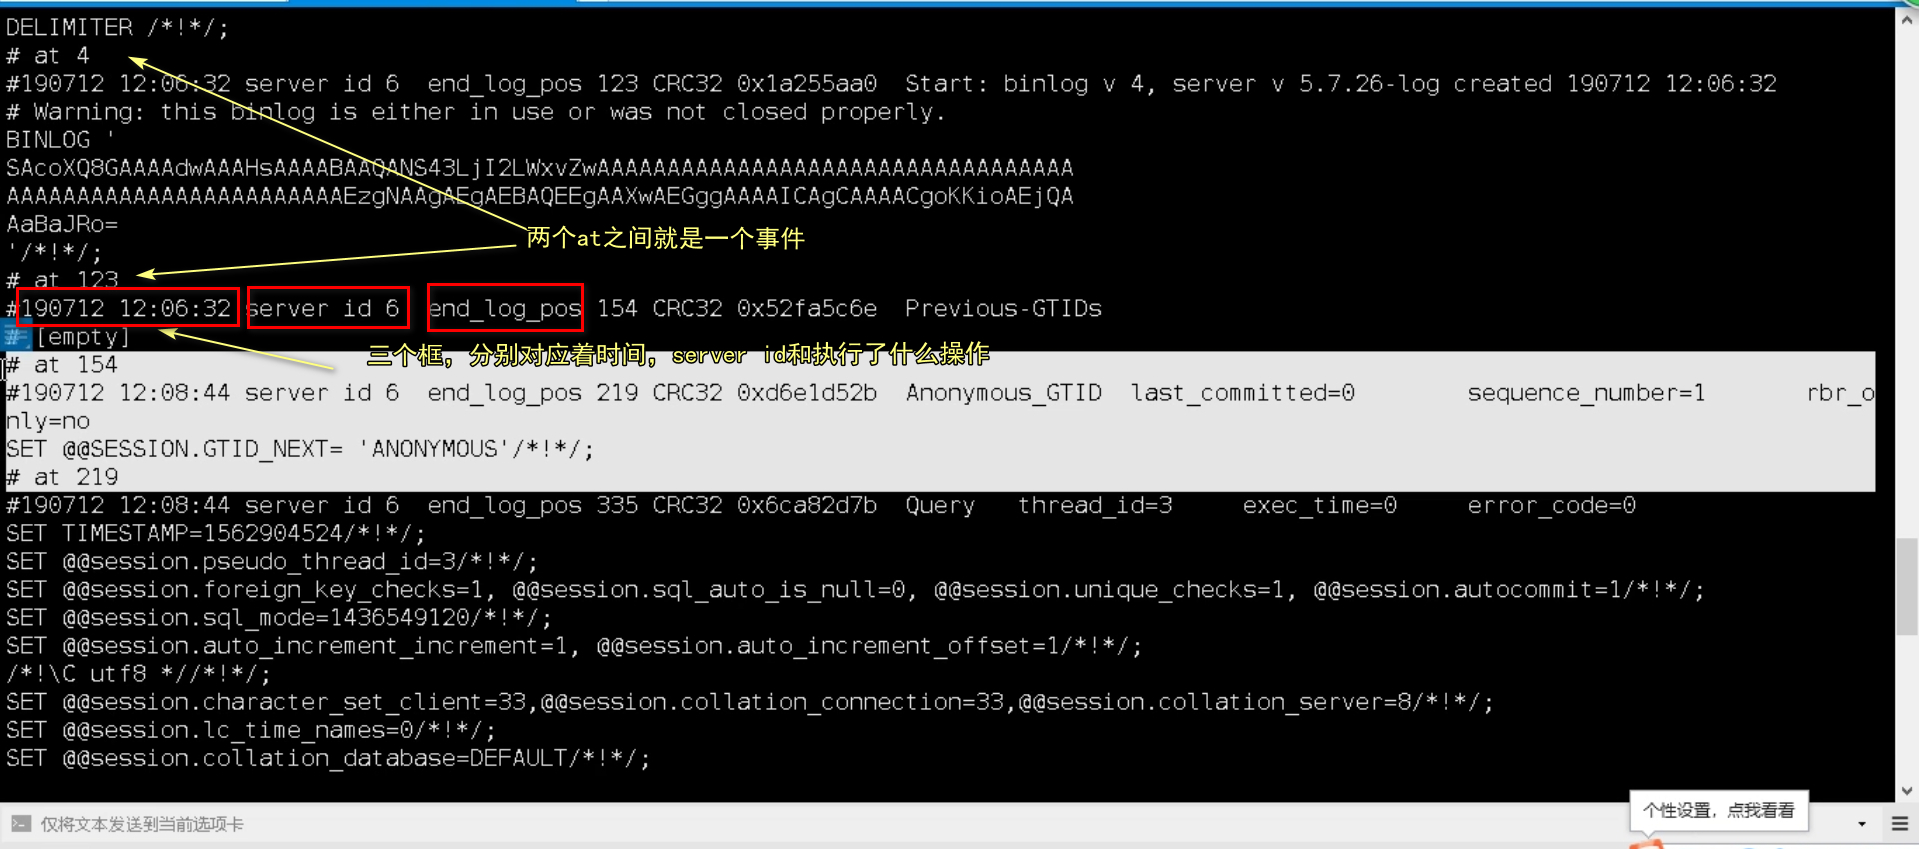 DELIMITER /*!*/;
# at 4
#190712 12:06:32 server id 6  end_log_pos 123 CRC32 0x1a255aa0  Start: binlog v 4, server v 5.7.26-log created 190712 12:06:32
# Warning: this binlog is either in use or was not closed properly.
BINLOG '
SAcoXQ8GAAAAdwAAAHsAAAABAAQANS43LjI2LWxvZwAAAAAAAAAAAAAAAAAAAAAAAAAAAAAAAAAA
AAAAAAAAAAAAAAAAAAAAAAAAEzgNAAgAEgAEBAQEEgAAXwAEGggAAAAICAgCAAAACgoKKioAEjQA
AaBaJRo=
'/*!*/;
两个at之间就是一个事件
# at 123
#190712 12:06:32 server id 6  end_log_pos 154 CRC32 0x52fa5c6e  Previous-GTIDs
# [empty]
三个框，分别对应着时间，server id和执行了什么操作
# at 154
#190712 12:08:44 server id 6  end_log_pos 219 CRC32 0xd6e1d52b  Anonymous_GTID  last_committed=0        sequence_number=1       rbr_o
nly=no
SET @@SESSION.GTID_NEXT= 'ANONYMOUS'/*!*/;
# at 219
#190712 12:08:44 server id 6  end_log_pos 335 CRC32 0x6ca82d7b  Query   thread_id=3     exec_time=0     error_code=0
SET TIMESTAMP=1562904524/*!*/;
SET @@session.pseudo_thread_id=3/*!*/;
SET @@session.foreign_key_checks=1, @@session.sql_auto_is_null=0, @@session.unique_checks=1, @@session.autocommit=1/*!*/;
SET @@session.sql_mode=1436549120/*!*/;
SET @@session.auto_increment_increment=1, @@session.auto_increment_offset=1/*!*/;
/*!\C utf8 *//*!*/;
SET @@session.character_set_client=33,@@session.collation_connection=33,@@session.collation_server=8/*!*/;
SET @@session.lc_time_names=0/*!*/;
SET @@session.collation_database=DEFAULT/*!*/;
个性设置，点我看看
仅将文本发送到当前选项卡